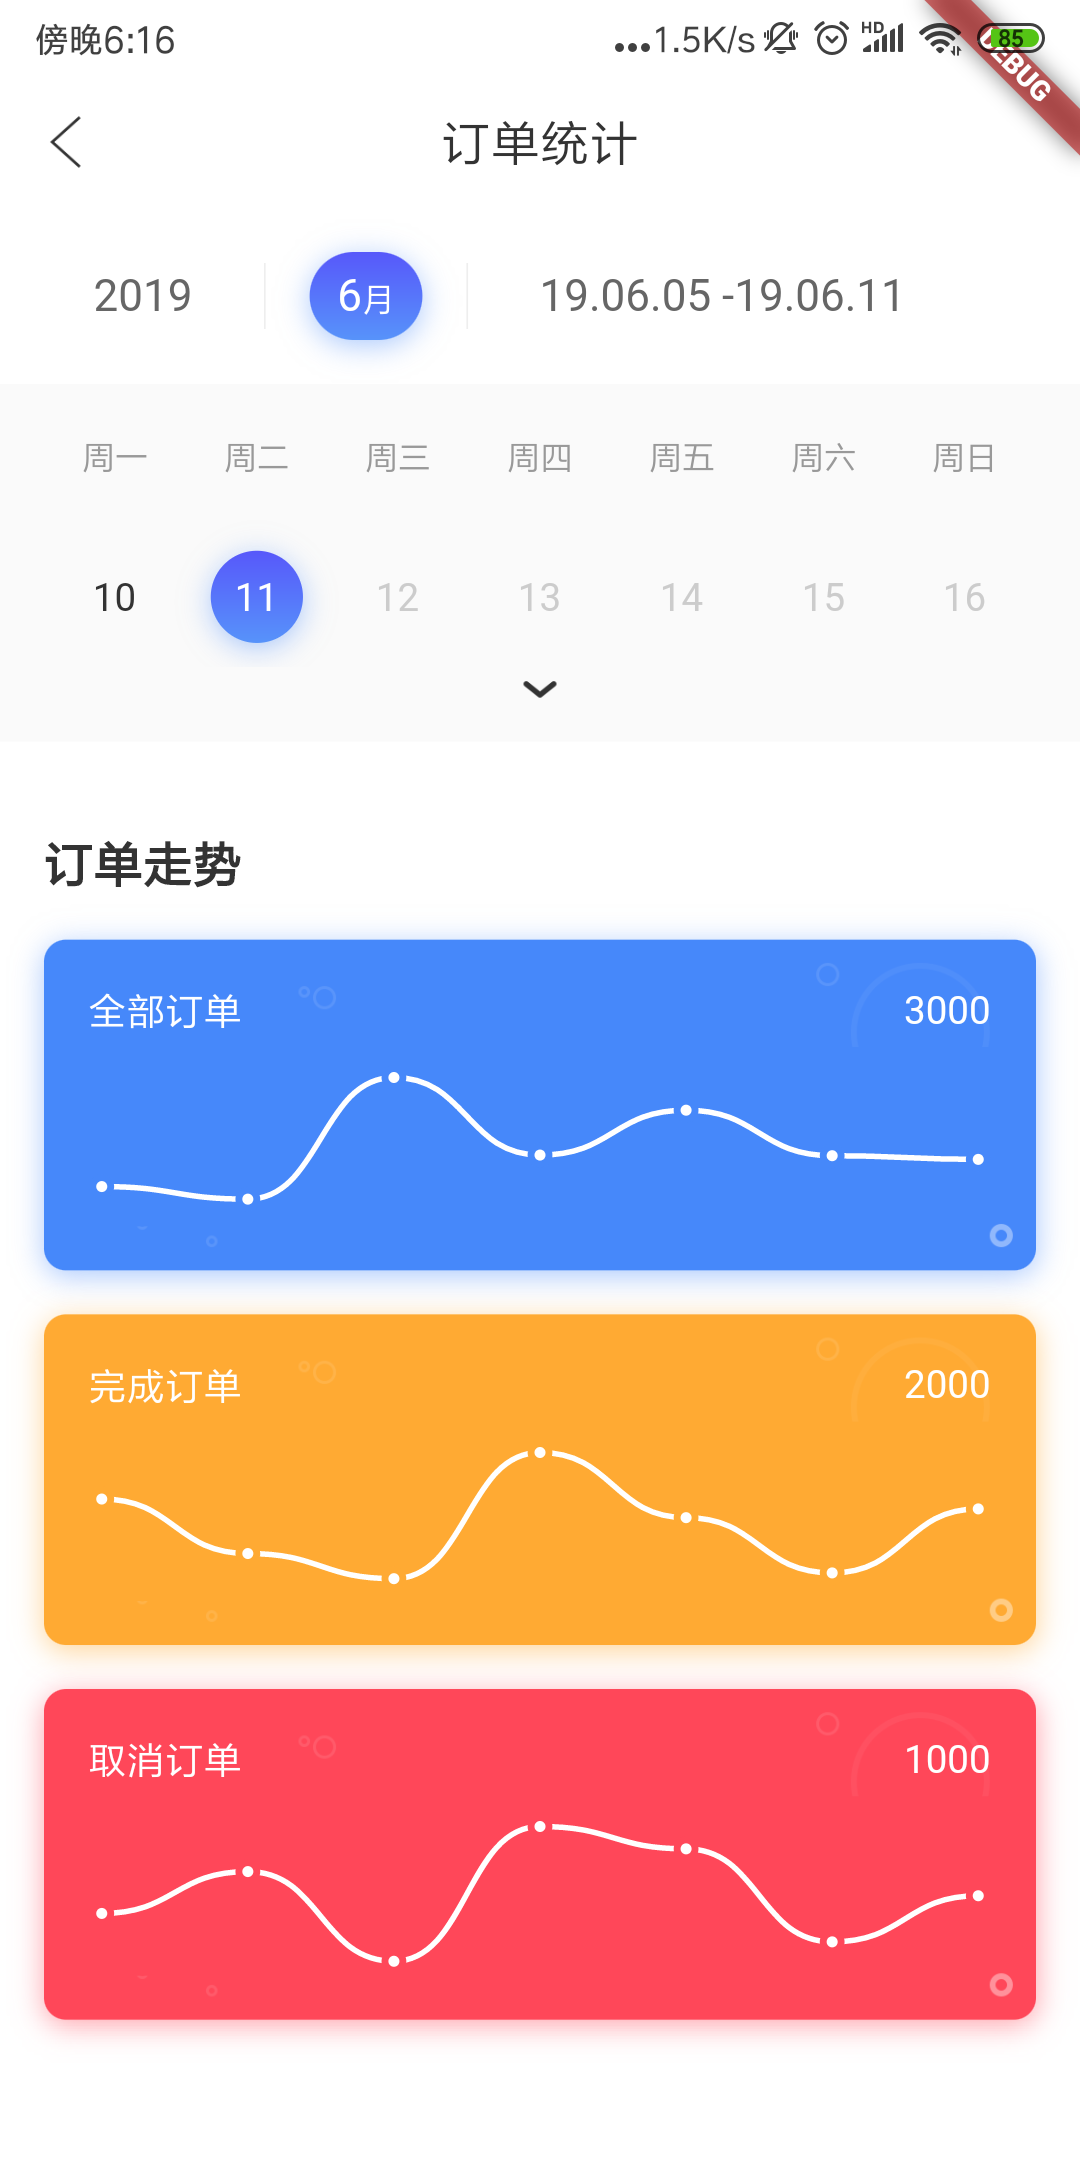 傍晚6:16 ...1.5K/s HD 85
DEBUG
订单统计
2019 6月 19.06.05 -19.06.11
周一 周二 周三 周四 周五 周六 周日
10 11 12 13 14 15 16
订单走势
全部订单 3000
完成订单 2000
取消订单 1000